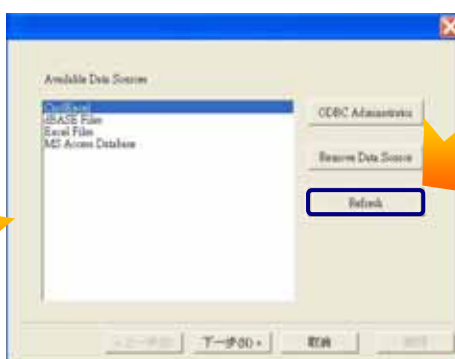 Available Data Sources
dBASE Files
Excel Files
MS Access Database
ODBC Administrator
Remove Data Source
Refresh
下一步(N) >
取消